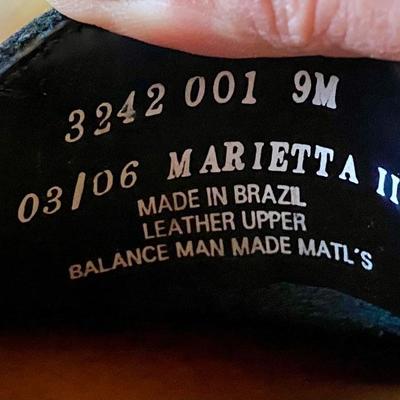 3242 001 9M
03/06 MARIETTA II
MADE IN BRAZIL
LEATHER UPPER
BALANCE MAN MADE MATL'S